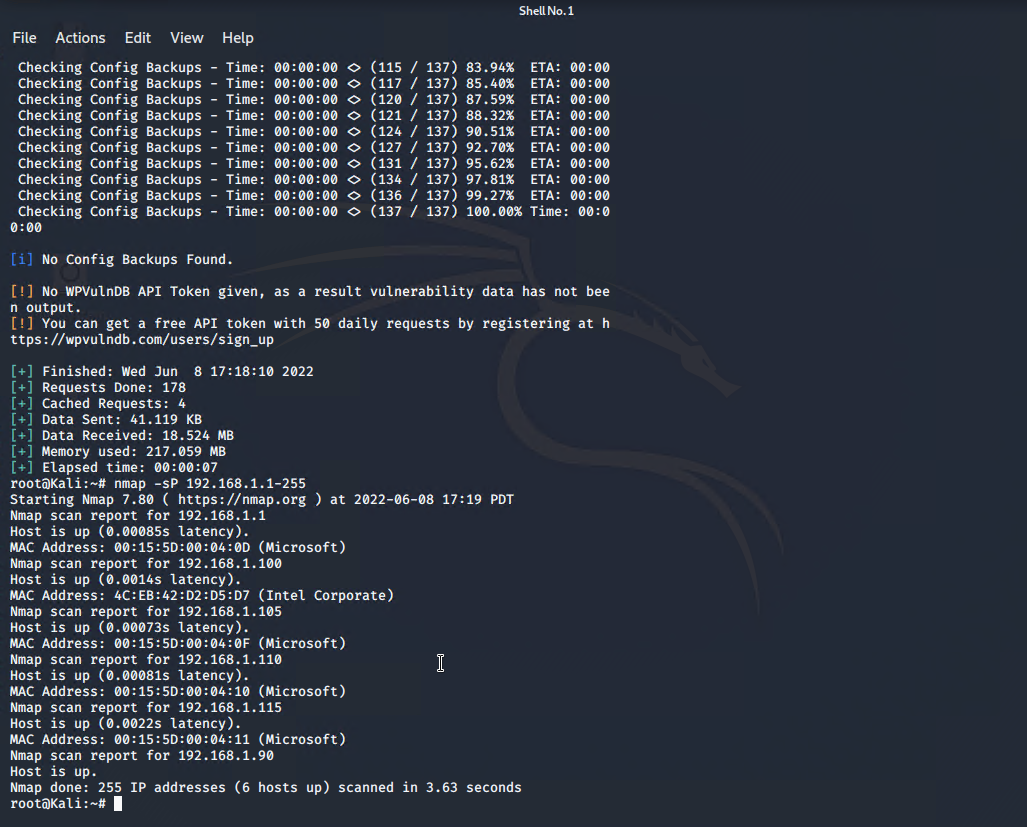 Shell No. 1
File Actions Edit View Help
Checking Config Backups - Time: 00:00:00 <> (115 / 137) 83.94%  ETA: 00:00
Checking Config Backups - Time: 00:00:00 <> (117 / 137) 85.40%  ETA: 00:00
Checking Config Backups - Time: 00:00:00 <> (120 / 137) 87.59%  ETA: 00:00
Checking Config Backups - Time: 00:00:00 <> (121 / 137) 88.32%  ETA: 00:00
Checking Config Backups - Time: 00:00:00 <> (124 / 137) 90.51%  ETA: 00:00
Checking Config Backups - Time: 00:00:00 <> (127 / 137) 92.70%  ETA: 00:00
Checking Config Backups - Time: 00:00:00 <> (131 / 137) 95.62%  ETA: 00:00
Checking Config Backups - Time: 00:00:00 <> (134 / 137) 97.81%  ETA: 00:00
Checking Config Backups - Time: 00:00:00 <> (136 / 137) 99.27%  ETA: 00:00
Checking Config Backups - Time: 00:00:00 <> (137 / 137) 100.00% Time: 00:0
0:00
[i] No Config Backups Found.
[!] No WPVulnDB API Token given, as a result vulnerability data has not bee
n output.
[!] You can get a free API token with 50 daily requests by registering at h
ttps://wpvulndb.com/users/sign_up
[+] Finished: Wed Jun  8 17:18:10 2022
[+] Requests Done: 178
[+] Cached Requests: 4
[+] Data Sent: 41.119 KB
[+] Data Received: 18.524 MB
[+] Memory used: 217.059 MB
[+] Elapsed time: 00:00:07
root@Kali:~# nmap -sP 192.168.1.1-255
Starting Nmap 7.80 ( https://nmap.org ) at 2022-06-08 17:19 PDT
Nmap scan report for 192.168.1.1
Host is up (0.00085s latency).
MAC Address: 00:15:5D:00:04:0D (Microsoft)
Nmap scan report for 192.168.1.100
Host is up (0.0014s latency).
MAC Address: 4C:EB:42:D2:D5:D7 (Intel Corporate)
Nmap scan report for 192.168.1.105
Host is up (0.00073s latency).
MAC Address: 00:15:5D:00:04:0F (Microsoft)
Nmap scan report for 192.168.1.110
Host is up (0.00081s latency).
MAC Address: 00:15:5D:00:04:10 (Microsoft)
Nmap scan report for 192.168.1.115
Host is up (0.0022s latency).
MAC Address: 00:15:5D:00:04:11 (Microsoft)
Nmap scan report for 192.168.1.90
Host is up.
Nmap done: 255 IP addresses (6 hosts up) scanned in 3.63 seconds
root@Kali:~#